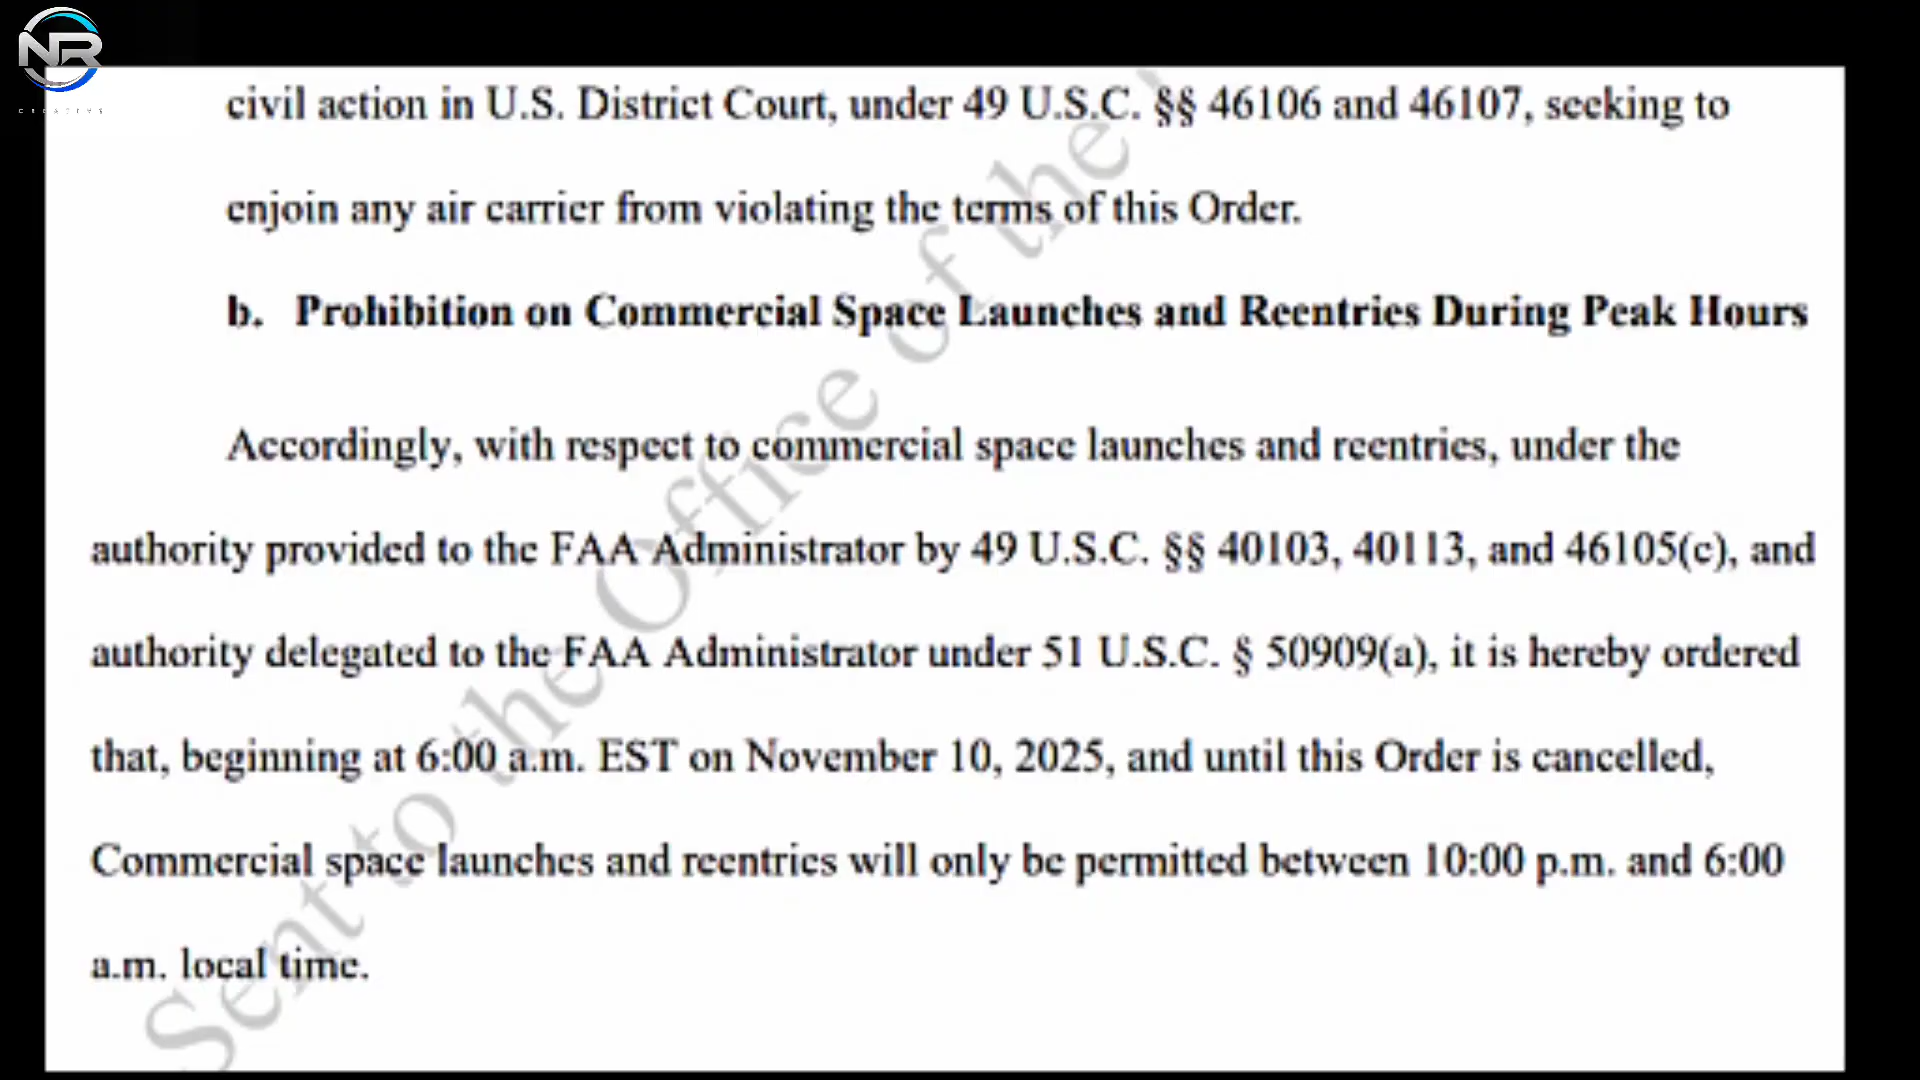 NR
CREATIVE
civil action in U.S. District Court, under 49 U.S.C. §§ 46106 and 46107, seeking to
enjoin any air carrier from violating the terms of this Order.
b. Prohibition on Commercial Space Launches and Reentries During Peak Hours
Accordingly, with respect to commercial space launches and reentries, under the
authority provided to the FAA Administrator by 49 U.S.C. §§ 40103, 40113, and 46105(c), and
authority delegated to the FAA Administrator under 51 U.S.C. § 50909(a), it is hereby ordered
that, beginning at 6:00 a.m. EST on November 10, 2025, and until this Order is cancelled,
Commercial space launches and reentries will only be permitted between 10:00 p.m. and 6:00
a.m. local time.
Sent to the Office of the